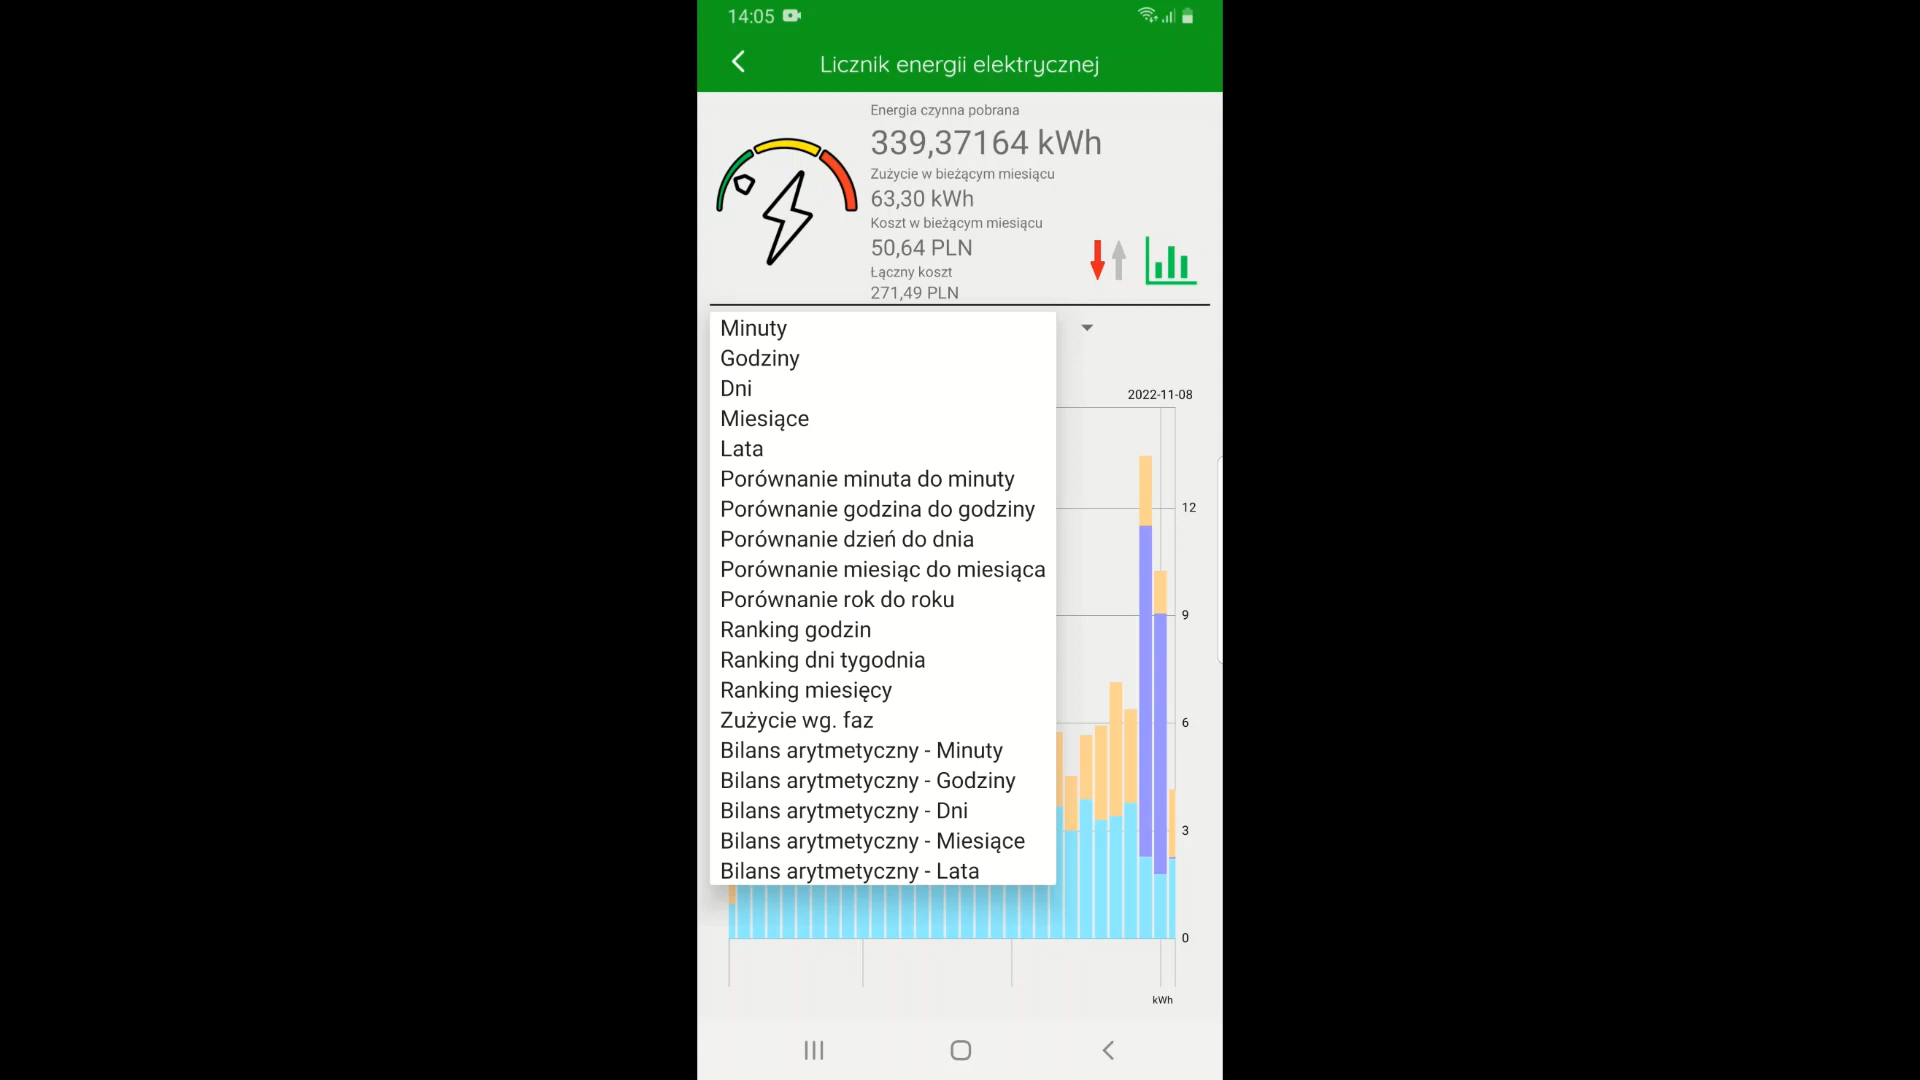 14:05
Licznik energii elektrycznej
Energia czynna pobrana
339,37164 kWh
Zużycie w bieżącym miesiącu
63,30 kWh
Koszt w bieżącym miesiącu
50,64 PLN
Łączny koszt
271,49 PLN
Minuty
Godziny
Dni
Miesiące
Lata
Porównanie minuta do minuty
Porównanie godzina do godziny
Porównanie dzień do dnia
Porównanie miesiąc do miesiąca
Porównanie rok do roku
Ranking godzin
Ranking dni tygodnia
Ranking miesięcy
Zużycie wg. faz
Bilans arytmetyczny - Minuty
Bilans arytmetyczny - Godziny
Bilans arytmetyczny - Dni
Bilans arytmetyczny - Miesiące
Bilans arytmetyczny - Lata
2022-11-08
12
9
6
3
0
kWh